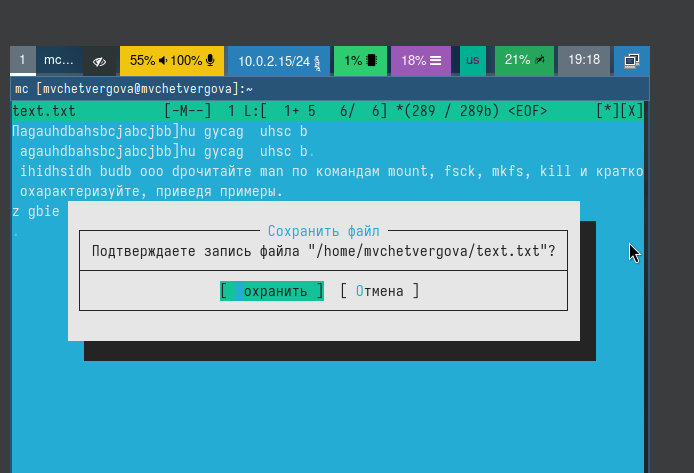 1 mc... 55% 100% 10.0.2.15/24 1% 18% us 21% 19:18
mc [mvchetvergova@mvchetvergova]:~
text.txt [-M--] 1 L:[ 1+ 5 6/ 6] *(289 / 289b) <EOF> [*][X]
Пagauhdbahsbcjabcjbb]hu gycag uhsc b
agauhdbahsbcjabcjbb]hu gycag uhsc b.
ihidhsidh budb ooo dрочитайте man по командам mount, fsck, mkfs, kill и кратко
охарактеризуйте, приведя примеры.
z gbie
.
Сохранить файл
Подтверждаете запись файла "/home/mvchetvergova/text.txt"?
[ Сохранить ] [ Отмена ]